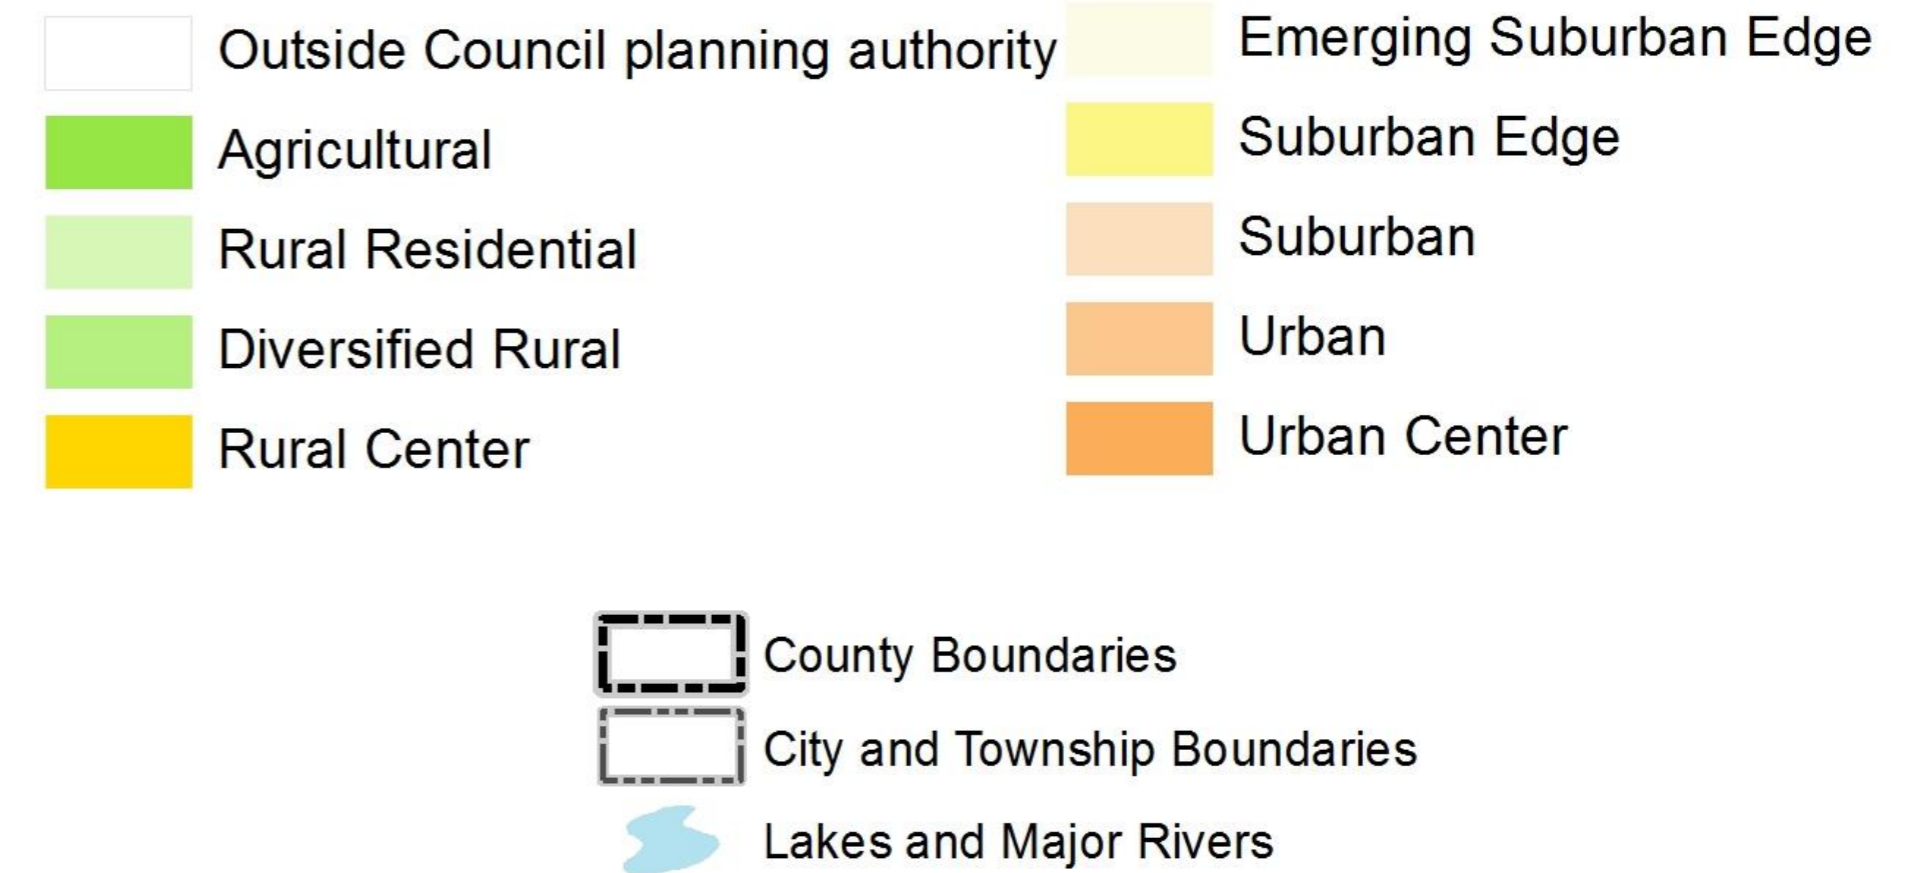 Outside Council planning authority
Agricultural
Rural Residential
Diversified Rural
Rural Center
Emerging Suburban Edge
Suburban Edge
Suburban
Urban
Urban Center
County Boundaries
City and Township Boundaries
Lakes and Major Rivers